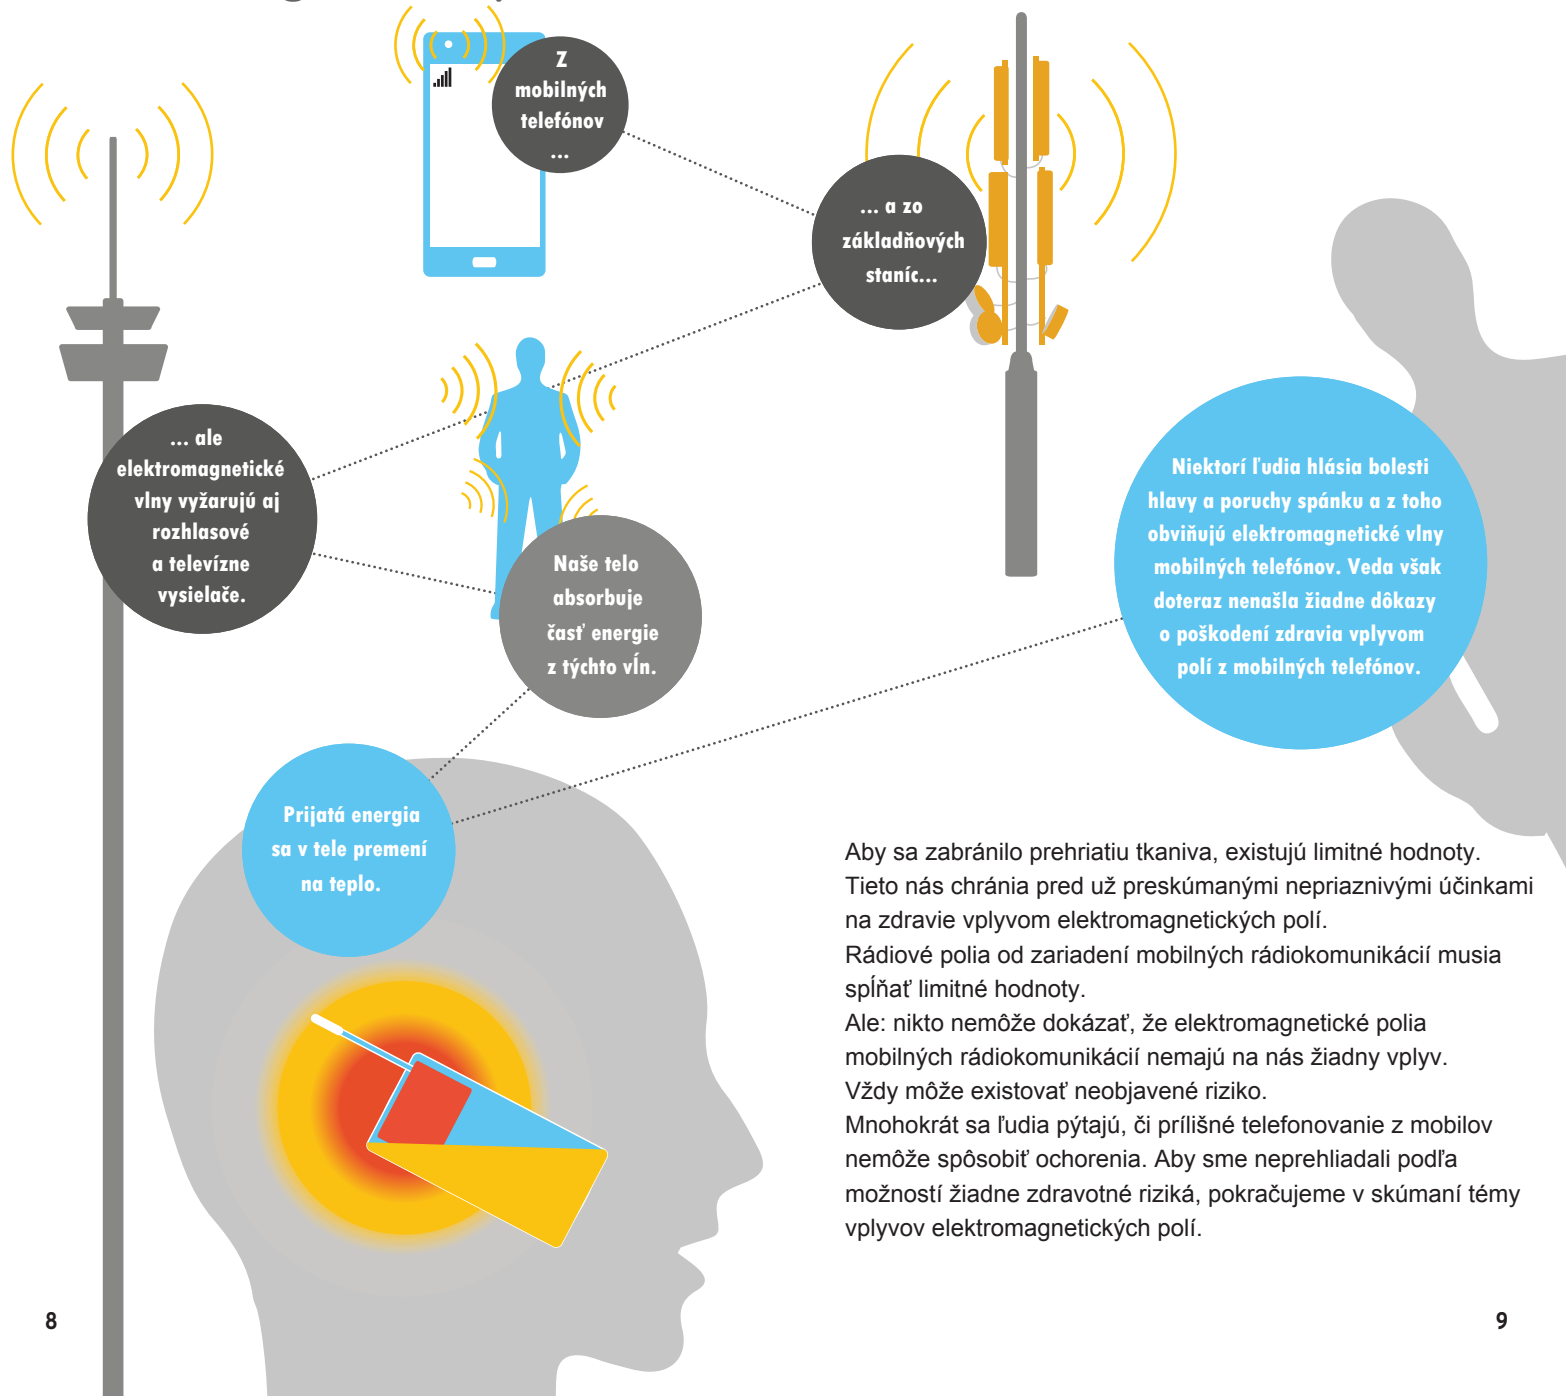 Z
mobilných
telefónov
...
... a zo
základňových
staníc...
... ale
elektromagnetické
vlny vyžarujú aj
rozhlasové
a televízne
vysielače.
Naše telo
absorbuje
časť energie
z týchto vĺn.
Prijatá energia
sa v tele premení
na teplo.
Niektorí ľudia hlásia bolesti
hlavy a poruchy spánku a z toho
obviňujú elektromagnetické vlny
mobilných telefónov. Veda však
doteraz nenašla žiadne dôkazy
o poškodení zdravia vplyvom
polí z mobilných telefónov.
Aby sa zabránilo prehriatiu tkaniva, existujú limitné hodnoty.
Tieto nás chránia pred už preskúmanými nepriaznivými účinkami
na zdravie vplyvom elektromagnetických polí.
Rádiové polia od zariadení mobilných rádiokomunikácií musia
spĺňať limitné hodnoty.
Ale: nikto nemôže dokázať, že elektromagnetické polia
mobilných rádiokomunikácií nemajú na nás žiadny vplyv.
Vždy môže existovať neobjavené riziko.
Mnohokrát sa ľudia pýtajú, či prílišné telefonovanie z mobilov
nemôže spôsobiť ochorenia. Aby sme neprehliadali podľa
možností žiadne zdravotné riziká, pokračujeme v skúmaní témy
vplyvov elektromagnetických polí.
8
9